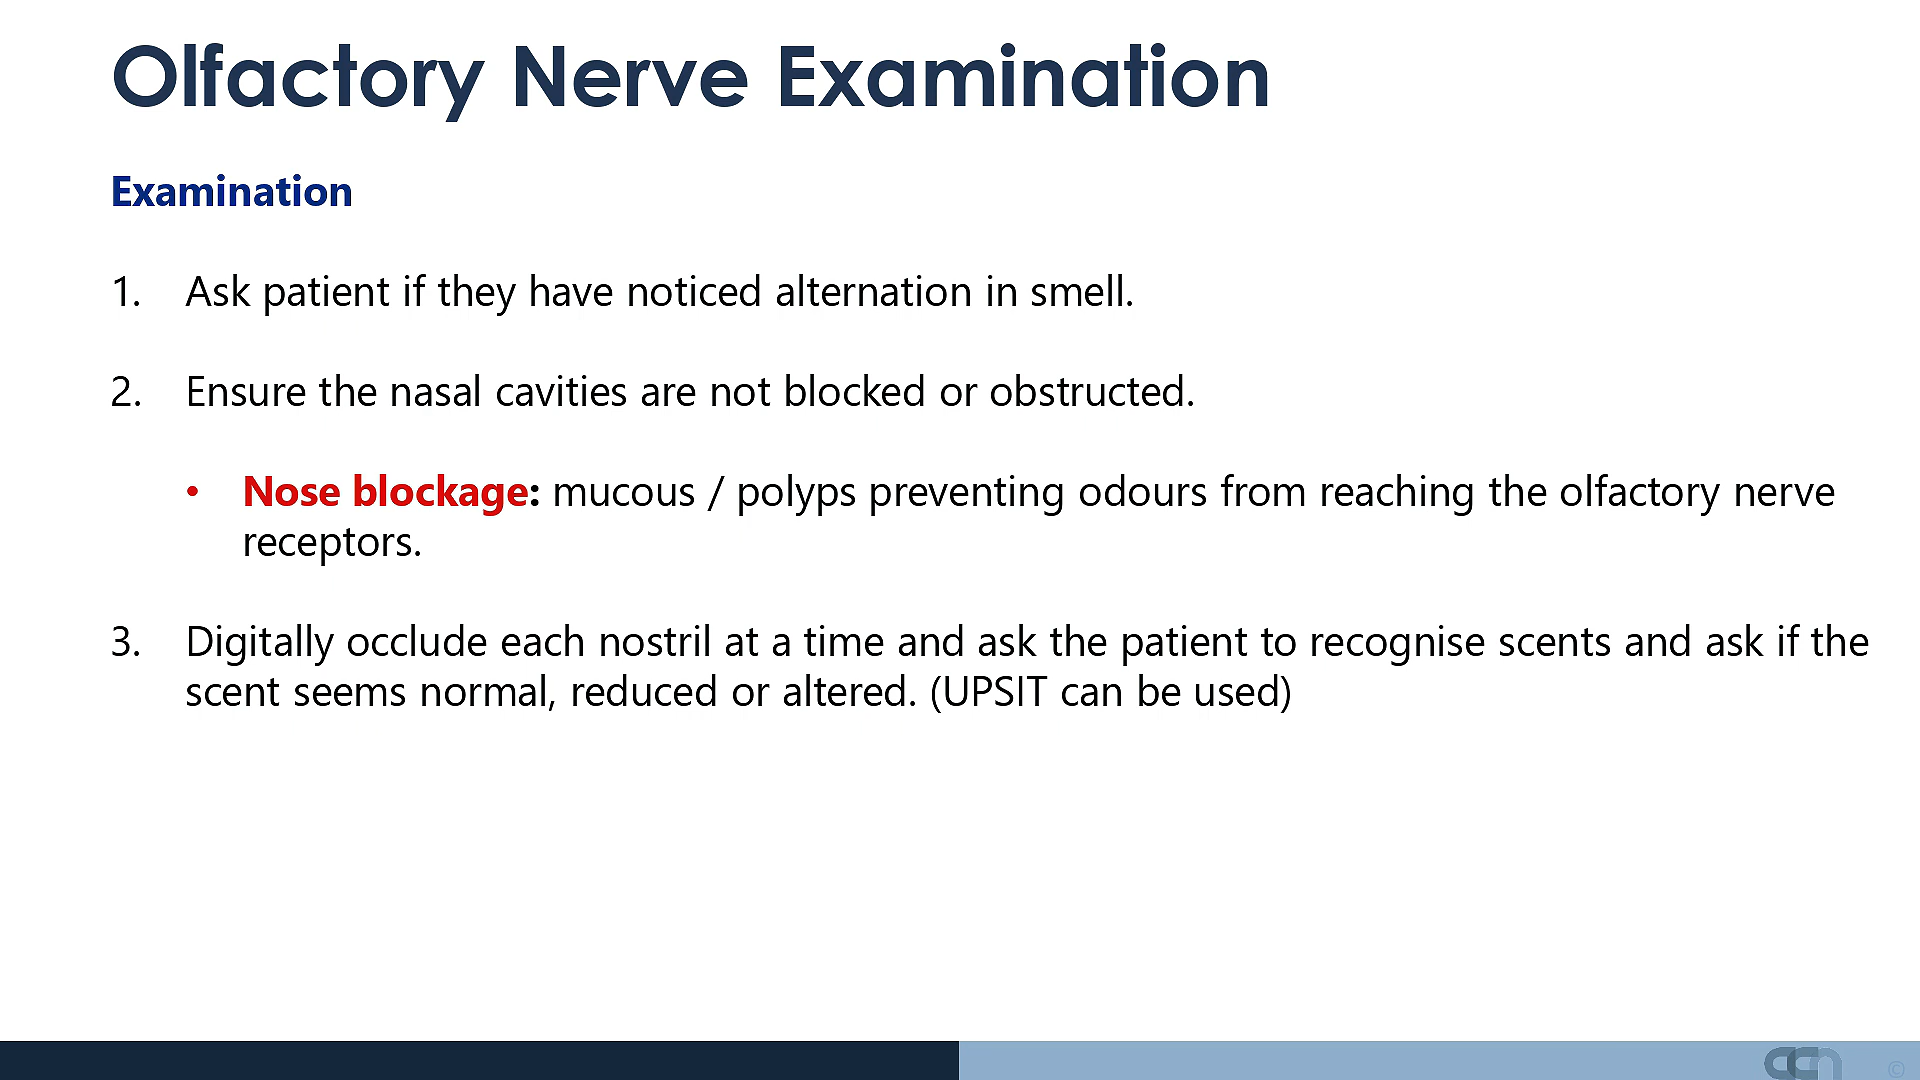 Olfactory Nerve Examination
Examination
1. Ask patient if they have noticed alternation in smell.
2. Ensure the nasal cavities are not blocked or obstructed.
• Nose blockage: mucous / polyps preventing odours from reaching the olfactory nerve
receptors.
3. Digitally occlude each nostril at a time and ask the patient to recognise scents and ask if the
scent seems normal, reduced or altered. (UPSIT can be used)
ccn ©